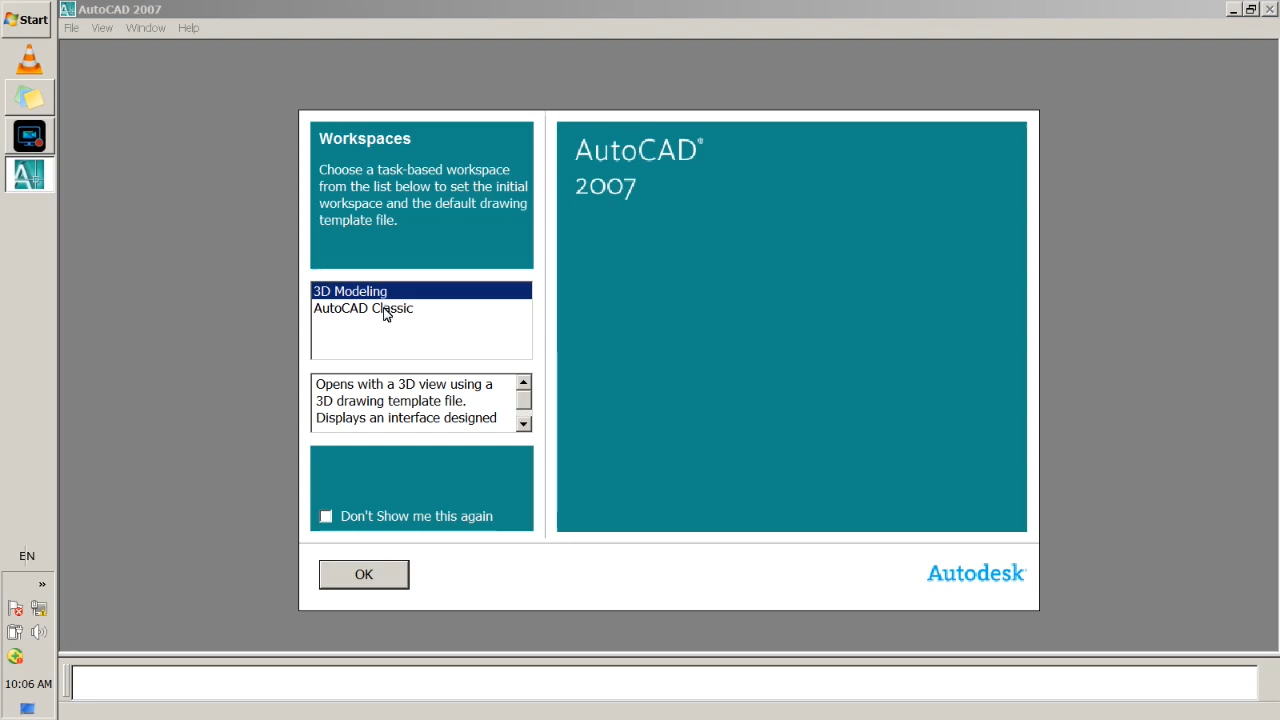 Start
AutoCAD 2007
File View Window Help
Workspaces
Choose a task-based workspace
from the list below to set the initial
workspace and the default drawing
template file.
3D Modeling
AutoCAD Classic
Opens with a 3D view using a
3D drawing template file.
Displays an interface designed
Don't Show me this again
OK
AutoCAD®
2007
Autodesk
EN
»
10:06 AM